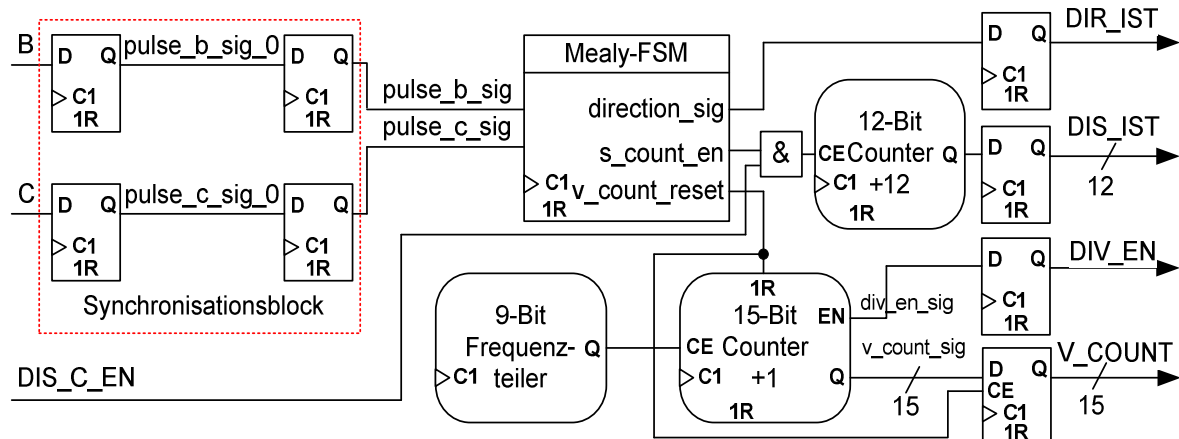 B
D Q
C1
1R
pulse_b_sig_0
D Q
C1
1R
C
D Q
C1
1R
pulse_c_sig_0
D Q
C1
1R
Synchronisationsblock
pulse_b_sig
pulse_c_sig
Mealy-FSM
direction_sig
s_count_en
v_count_reset
C1
1R
&
12-Bit
CE Counter Q
C1 +12
1R
D Q
C1
1R
DIR_IST
D Q
C1
1R
DIS_IST
12
DIS_C_EN
9-Bit
Frequenz-
teiler
Q
C1
1R
15-Bit
CE Counter
C1 +1
1R
EN
Q
div_en_sig
v_count_sig
15
D Q
C1
1R
DIV_EN
D Q
CE
C1
1R
V_COUNT
15